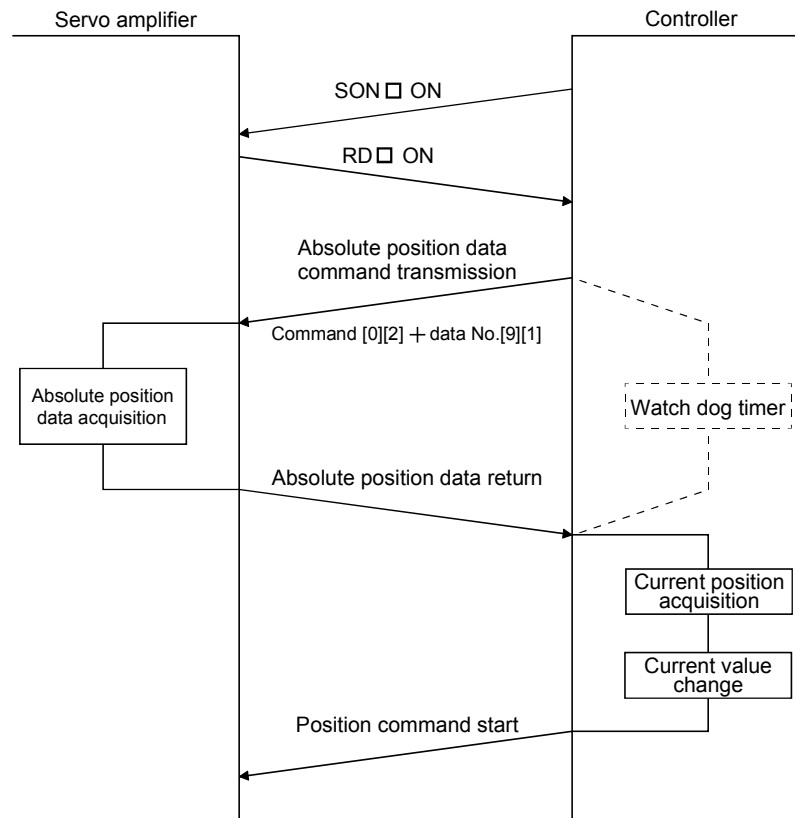 Servo amplifier
Controller
SON□ ON
RD□ ON
Absolute position data
command transmission
Command [0][2] + data No.[9][1]
Absolute position
data acquisition
Watch dog timer
Absolute position data return
Current position
acquisition
Current value
change
Position command start